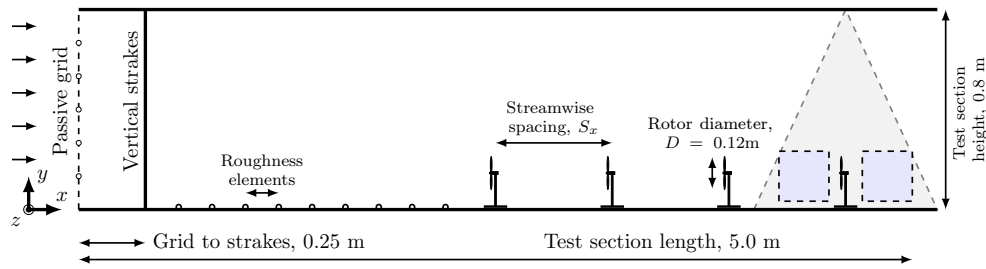 Passive grid
Vertical strakes
Roughness
elements
Streamwise
spacing, Sₓ
Rotor diameter,
D = 0.12m
Test section
height, 0.8 m
y
x
z
Grid to strakes, 0.25 m
Test section length, 5.0 m